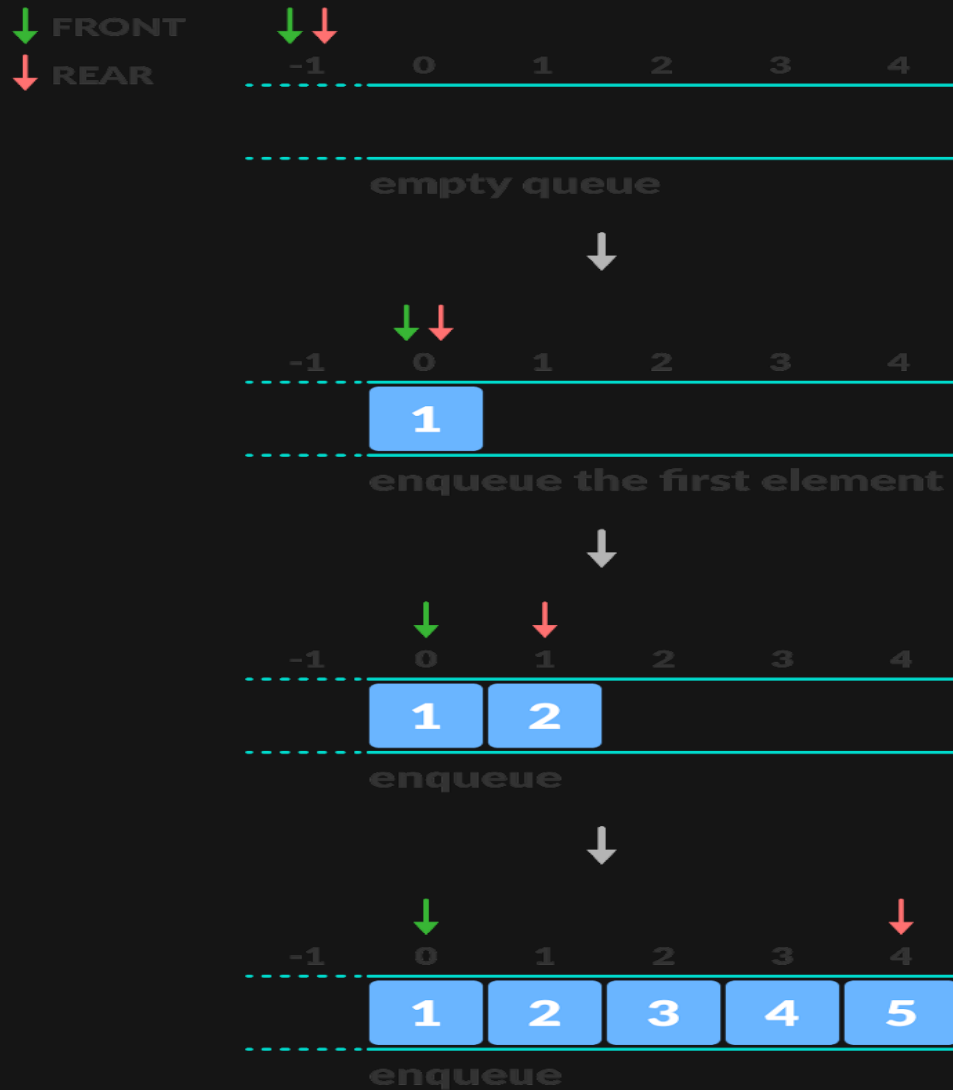 FRONT
REAR
-1 0 1 2 3 4
empty queue
-1 0 1 2 3 4
1
enqueue the first element
-1 0 1 2 3 4
1 2
enqueue
-1 0 1 2 3 4
1 2 3 4 5
enqueue